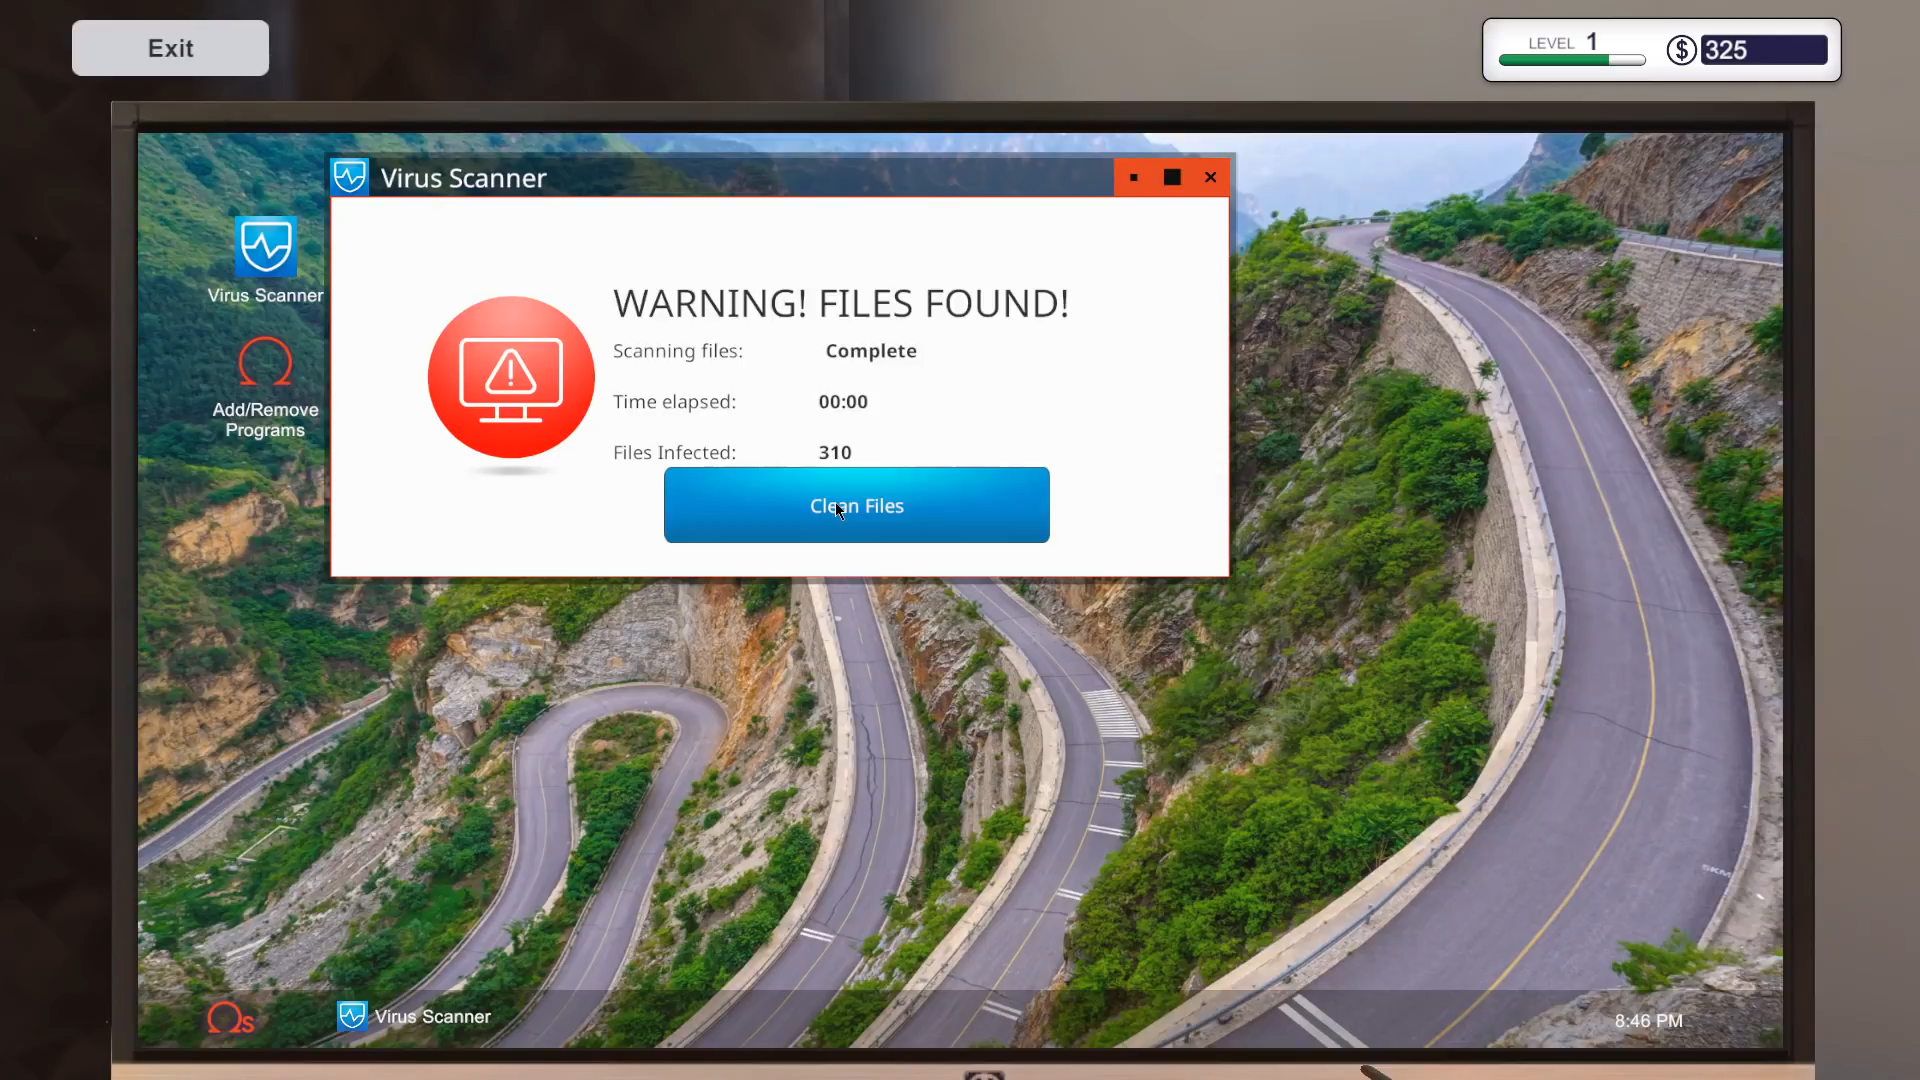 Exit
LEVEL 1
$ 325
Virus Scanner
Virus Scanner
Add/Remove
Programs
WARNING! FILES FOUND!
Scanning files: Complete
Time elapsed: 00:00
Files Infected: 310
Clean Files
Ωs
Virus Scanner
8:46 PM